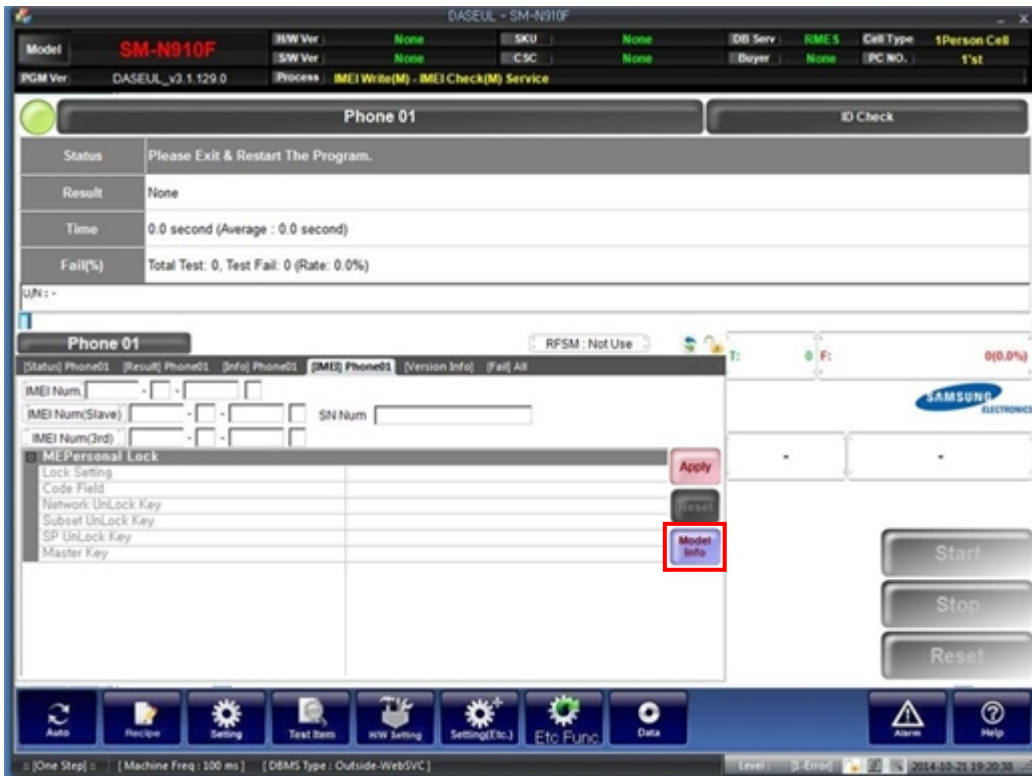 DASEUL - SM-N910F
Model SM-N910F H/W Ver None SKU None DB Serv RMES Cell Type 1Person Cell
S/W Ver None CSC None Buyer None PC NO. 1'st
PGM Ver DASEUL_v3.1.129.0 Process IMEI Write(M) - IMEI Check(M) Service
Phone 01 ID Check
Status Please Exit & Restart The Program.
Result None
Time 0.0 second (Average : 0.0 second)
Fail(%) Total Test: 0, Test Fail: 0 (Rate: 0.0%)
U/N : -
Phone 01 RFSM : Not Use T: 0 F: 0(0.0%)
[Status] Phone01 [Result] Phone01 [Info] Phone01 [IMEI] Phone01 [Version Info] [Fail] All
IMEI Num. - -
SAMSUNG
ELECTRONICS
IMEI Num(Slave) - - SN Num
IMEI Num(3rd) - -
MEPersonal Lock - -
Lock Setting Apply
Code Field
Network UnLock Key Reset
Subset UnLock Key
SP UnLock Key Model
Master Key Info
Start
Stop
Reset
Auto Recipe Setting Test Item H/W Setting Setting(Etc.) Etc Func. Data Alarm Help
:: [One Step] :: [Machine Freq : 100 ms] [DBMS Type : Outside-WebSVC] Level : [1-Error] 2014-10-21 19:20:38